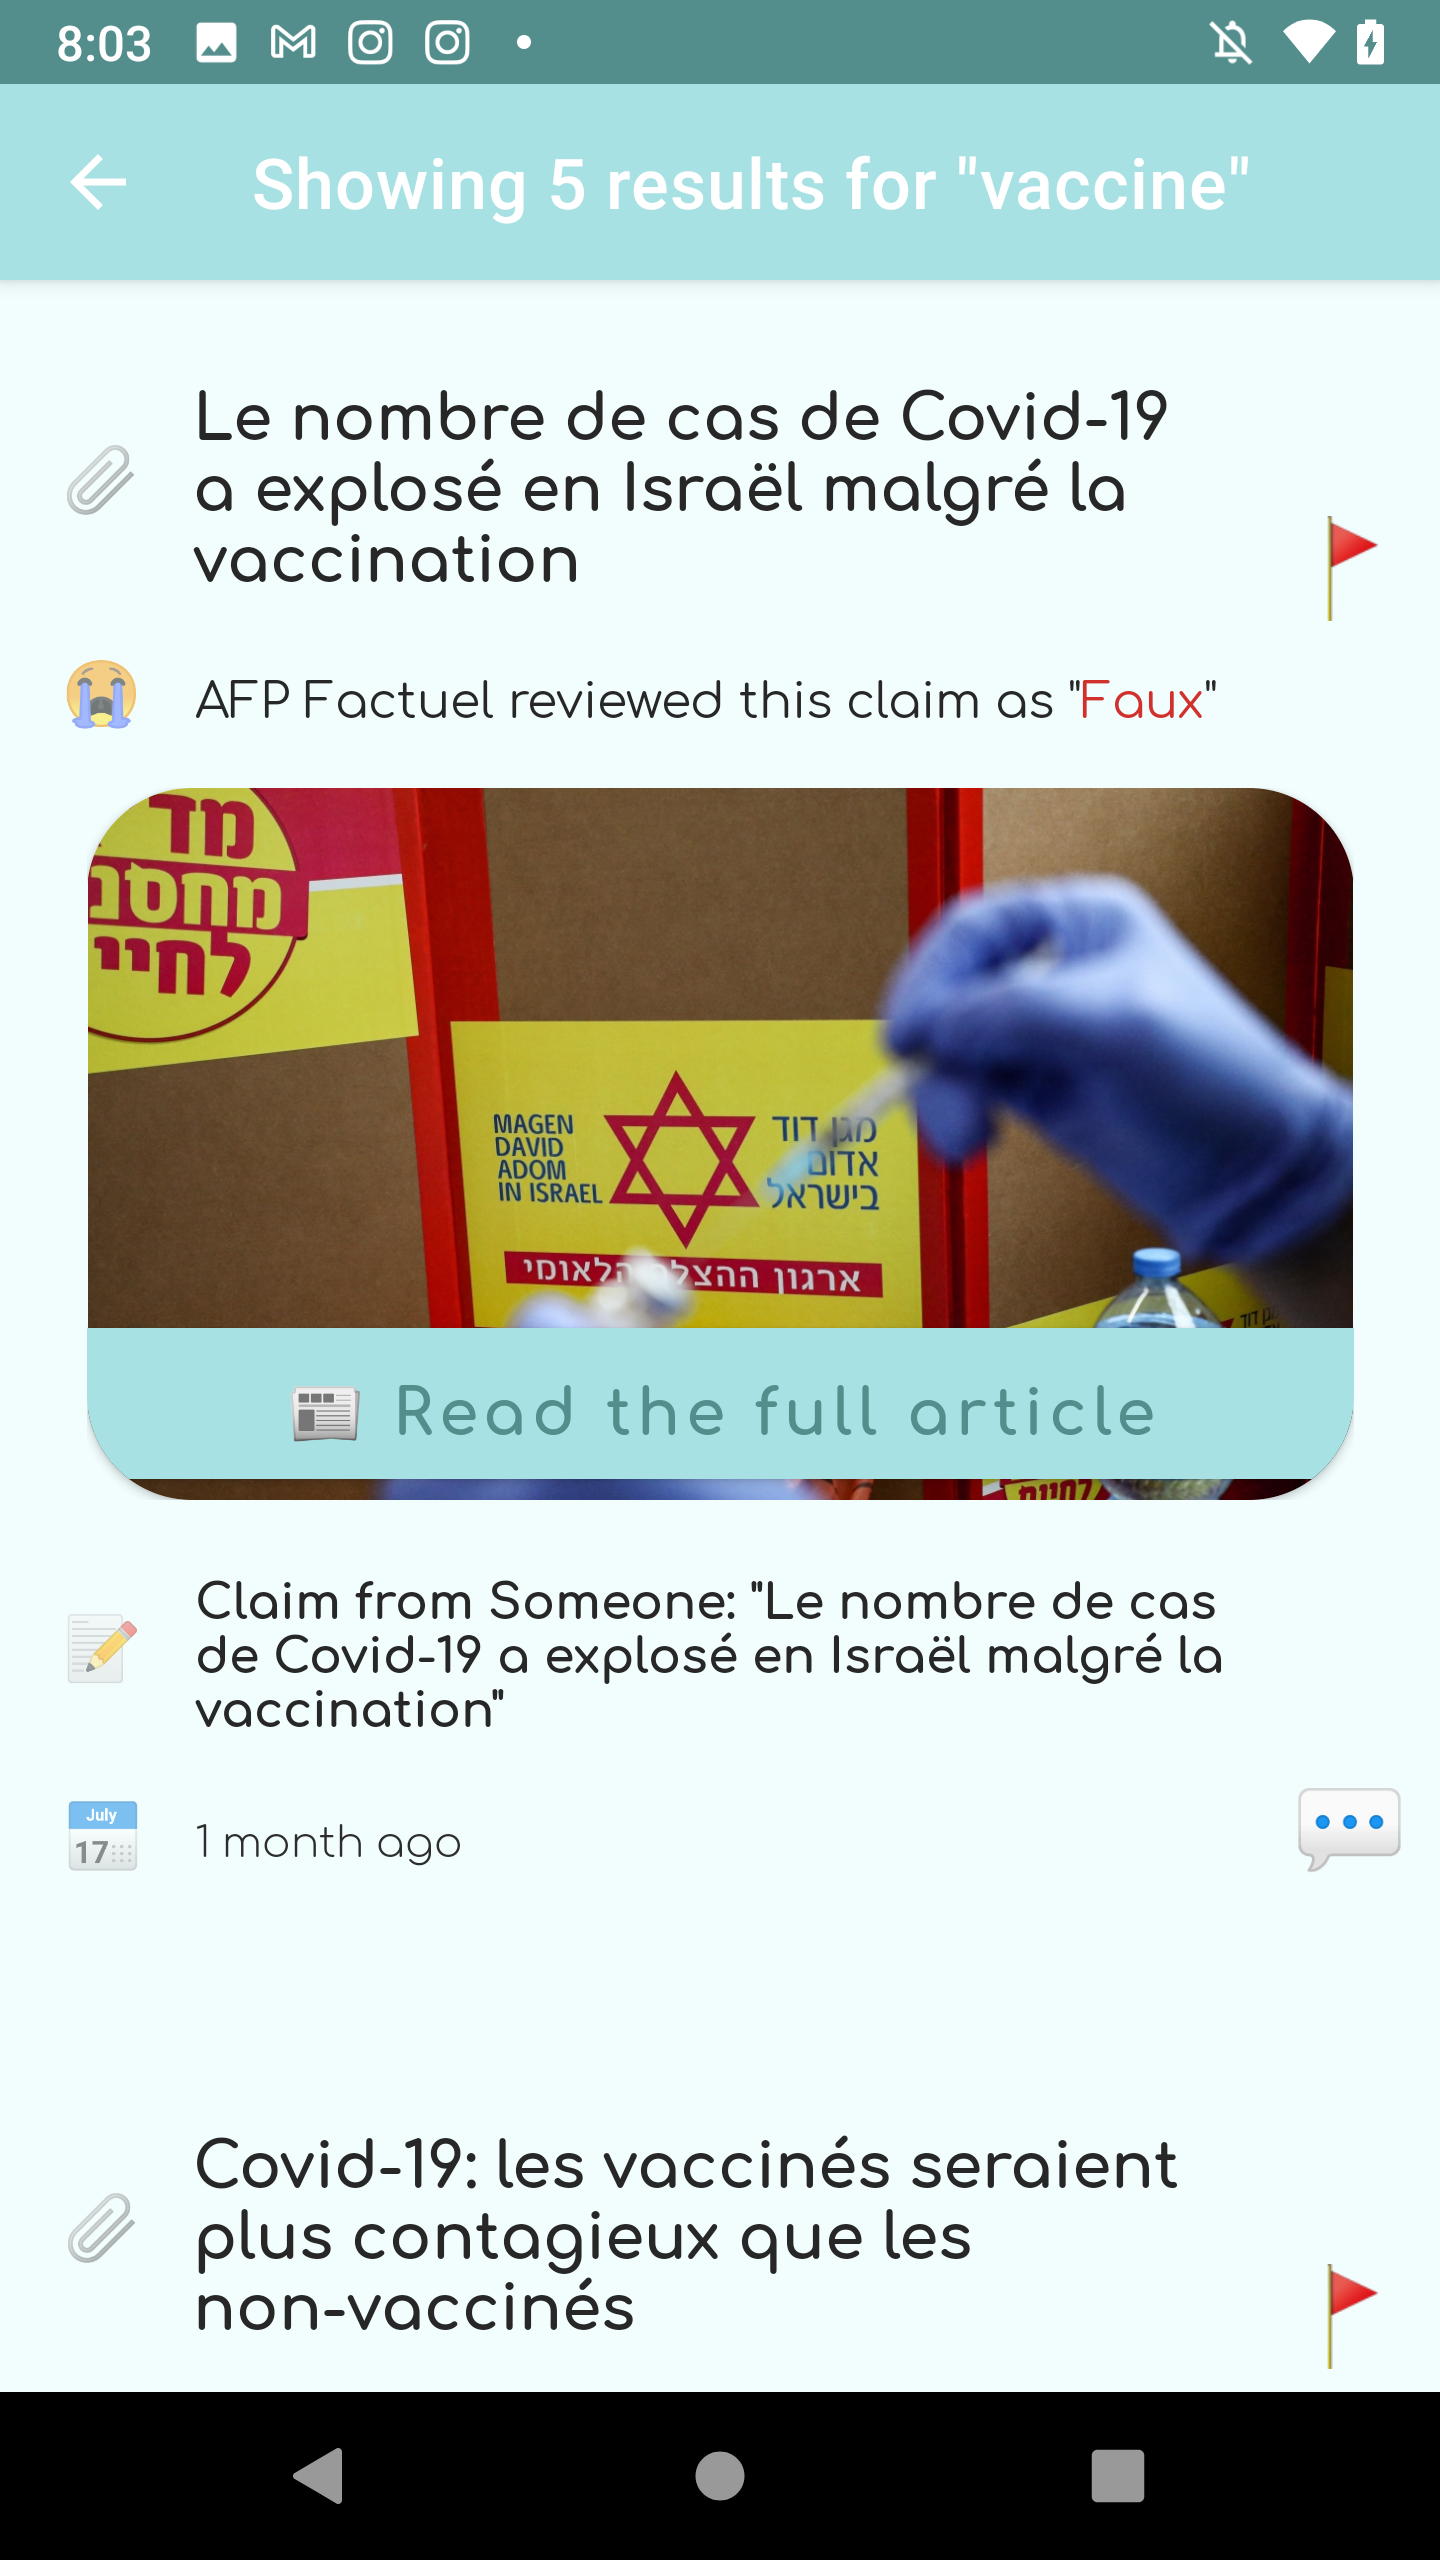 8:03
Showing 5 results for "vaccine"
Le nombre de cas de Covid-19
a explosé en Israël malgré la
vaccination
AFP Factuel reviewed this claim as "Faux"
מד
מחסנ
לחיי
MAGEN
DAVID
ADOM
IN ISRAEL
מגן דוד
אדום
בישראל
ארגון ההצלה הלאומי
Read the full article
לחיים
Claim from Someone: "Le nombre de cas
de Covid-19 a explosé en Israël malgré la
vaccination"
July
17
1 month ago
Covid-19: les vaccinés seraient
plus contagieux que les
non-vaccinés